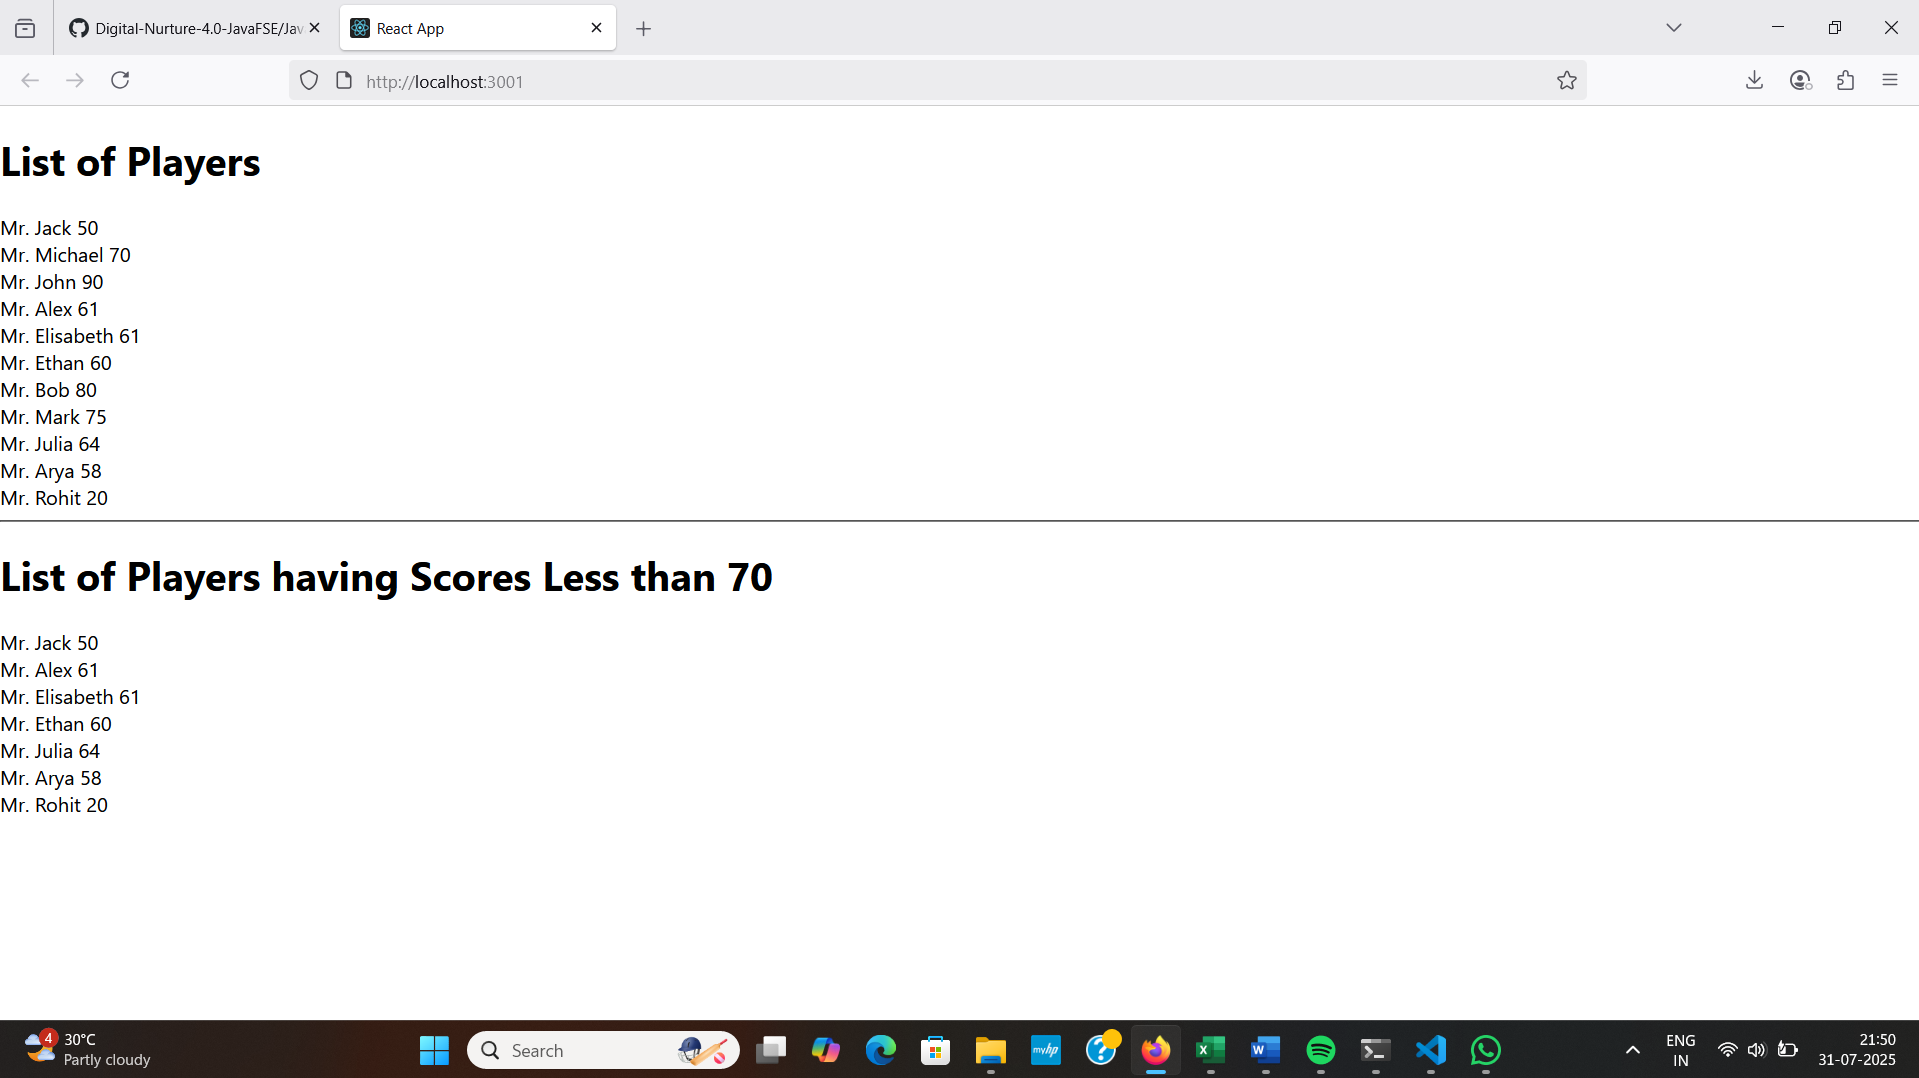 Digital-Nurture-4.0-JavaFSE/Jav
React App
http://localhost:3001
List of Players
Mr. Jack 50
Mr. Michael 70
Mr. John 90
Mr. Alex 61
Mr. Elisabeth 61
Mr. Ethan 60
Mr. Bob 80
Mr. Mark 75
Mr. Julia 64
Mr. Arya 58
Mr. Rohit 20
List of Players having Scores Less than 70
Mr. Jack 50
Mr. Alex 61
Mr. Elisabeth 61
Mr. Ethan 60
Mr. Julia 64
Mr. Arya 58
Mr. Rohit 20
4
30°C
Partly cloudy
Search
myhp
ENG
IN
21:50
31-07-2025